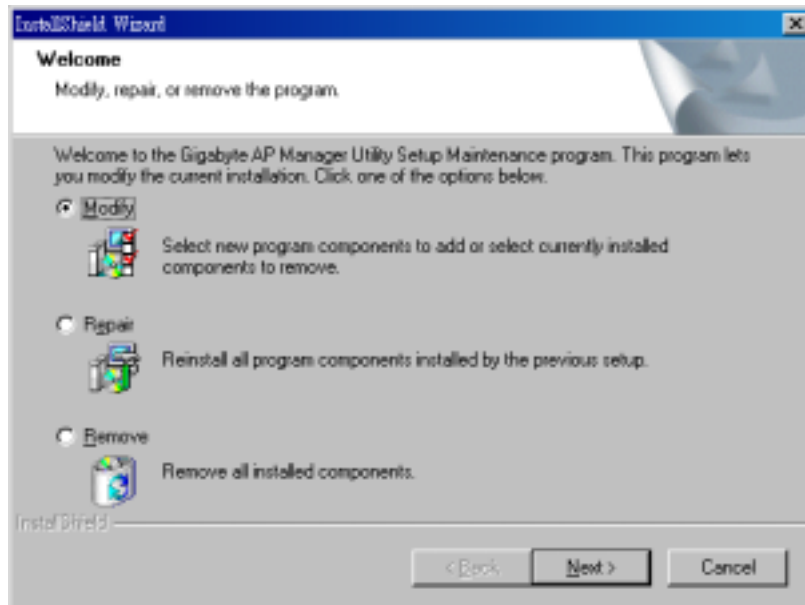 InstallShield Wizard
Welcome
Modify, repair, or remove the program.
Welcome to the Gigabyte AP Manager Utility Setup Maintenance program. This program lets
you modify the current installation. Click one of the options below.
Modify
Select new program components to add or select currently installed
components to remove.
Repair
Reinstall all program components installed by the previous setup.
Remove
Remove all installed components.
InstallShield
< Back
Next >
Cancel